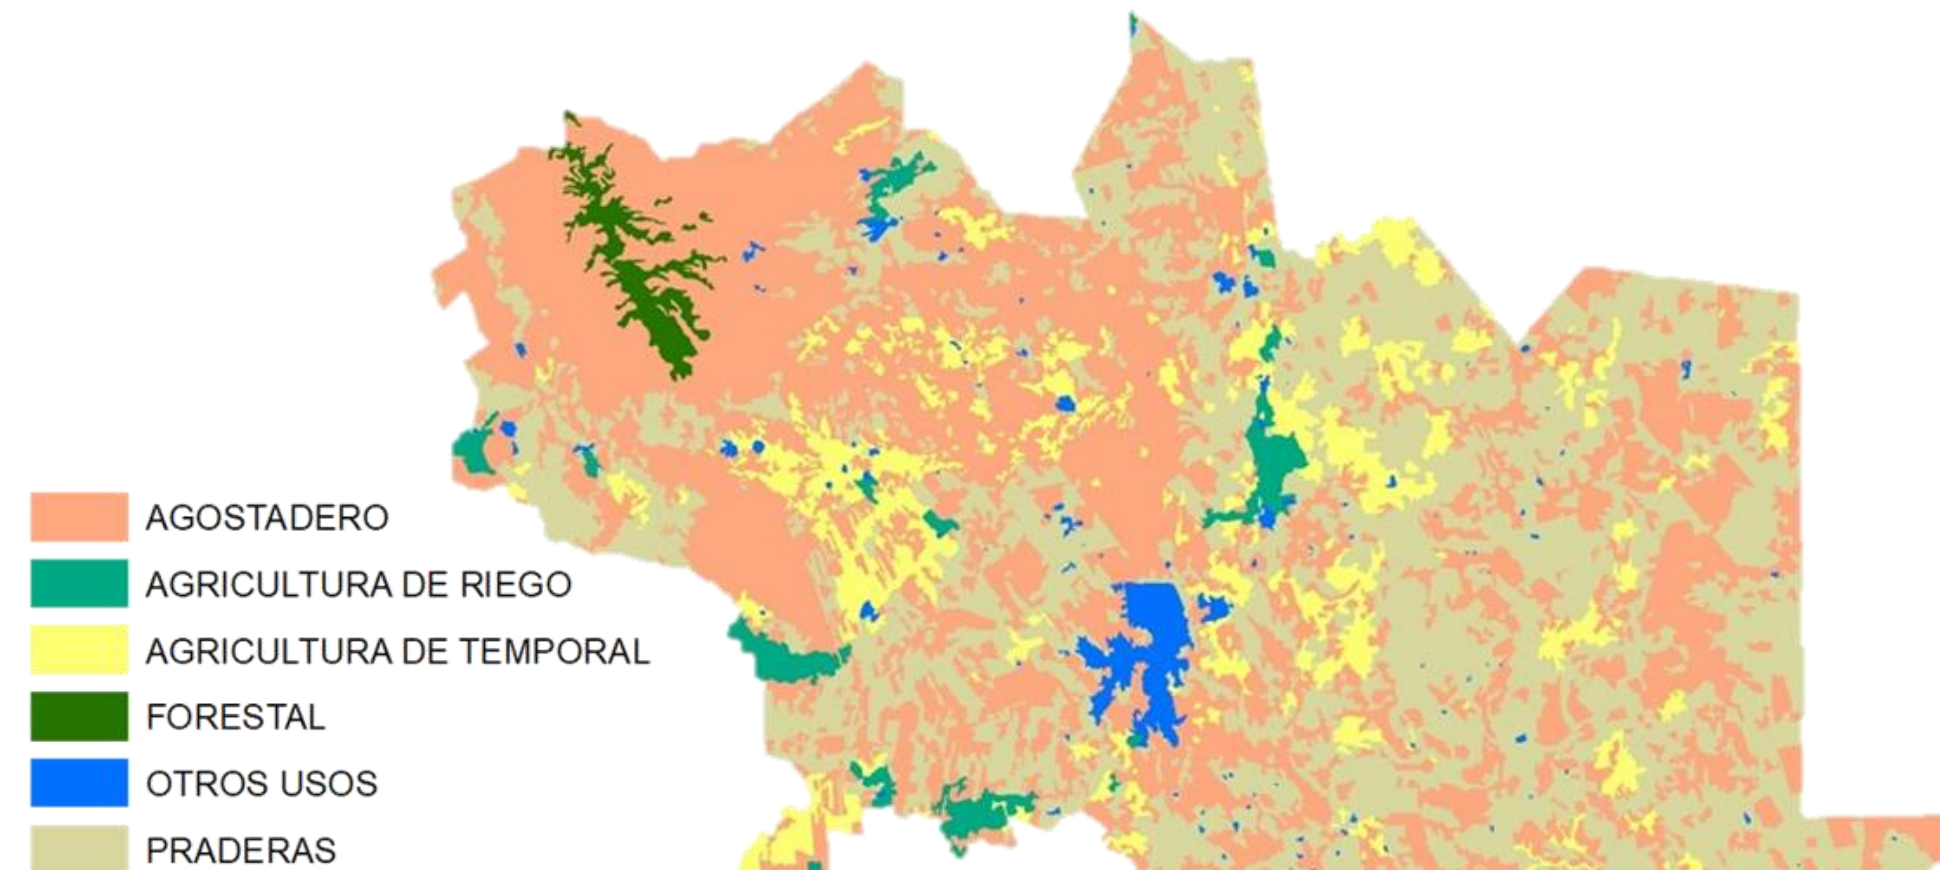 AGOSTADERO
AGRICULTURA DE RIEGO
AGRICULTURA DE TEMPORAL
FORESTAL
OTROS USOS
PRADERAS